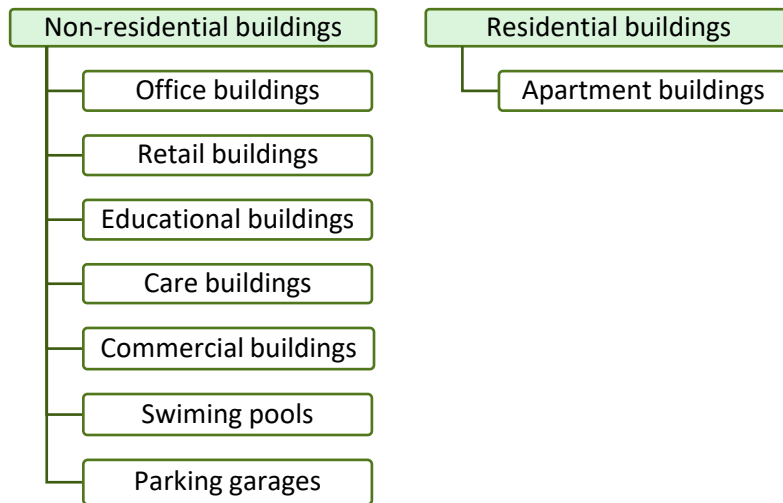 Non-residential buildings
Office buildings
Retail buildings
Educational buildings
Care buildings
Commercial buildings
Swiming pools
Parking garages
Residential buildings
Apartment buildings